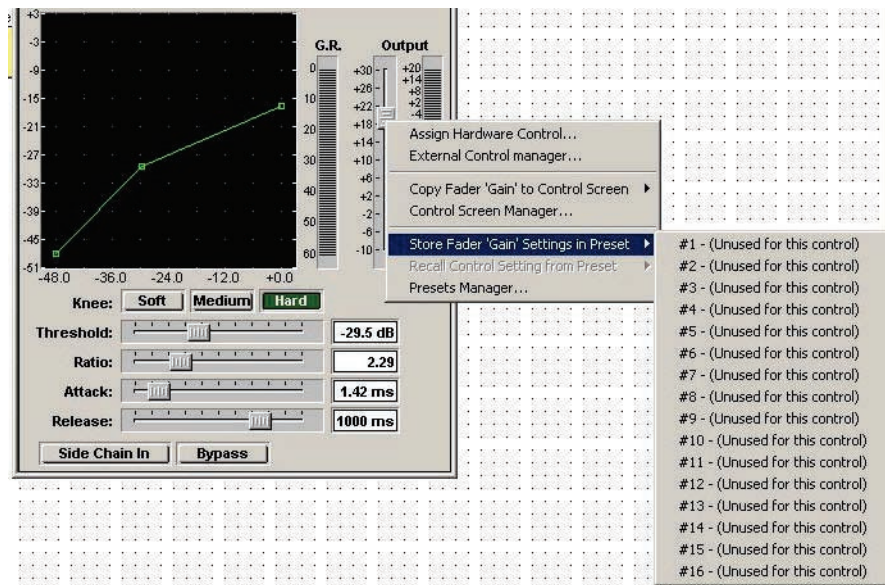 +3
-3
-9
-15
-21
-27
-33
-39
-45
-51
-48.0 -36.0 -24.0 -12.0 +0.0
G.R.
0
10
20
30
40
50
60
Output
+30
+26
+22
+18
+14
+10
+6
+2
-2
-6
-10
+20
+14
+8
+2
-4
Knee: Soft Medium Hard
Threshold: -29.5 dB
Ratio: 2.29
Attack: 1.42 ms
Release: 1000 ms
Side Chain In Bypass
Assign Hardware Control...
External Control manager...
Copy Fader 'Gain' to Control Screen
Control Screen Manager...
Store Fader 'Gain' Settings in Preset
Recall Control Setting from Preset
Presets Manager...
#1 - (Unused for this control)
#2 - (Unused for this control)
#3 - (Unused for this control)
#4 - (Unused for this control)
#5 - (Unused for this control)
#6 - (Unused for this control)
#7 - (Unused for this control)
#8 - (Unused for this control)
#9 - (Unused for this control)
#10 - (Unused for this control)
#11 - (Unused for this control)
#12 - (Unused for this control)
#13 - (Unused for this control)
#14 - (Unused for this control)
#15 - (Unused for this control)
#16 - (Unused for this control)